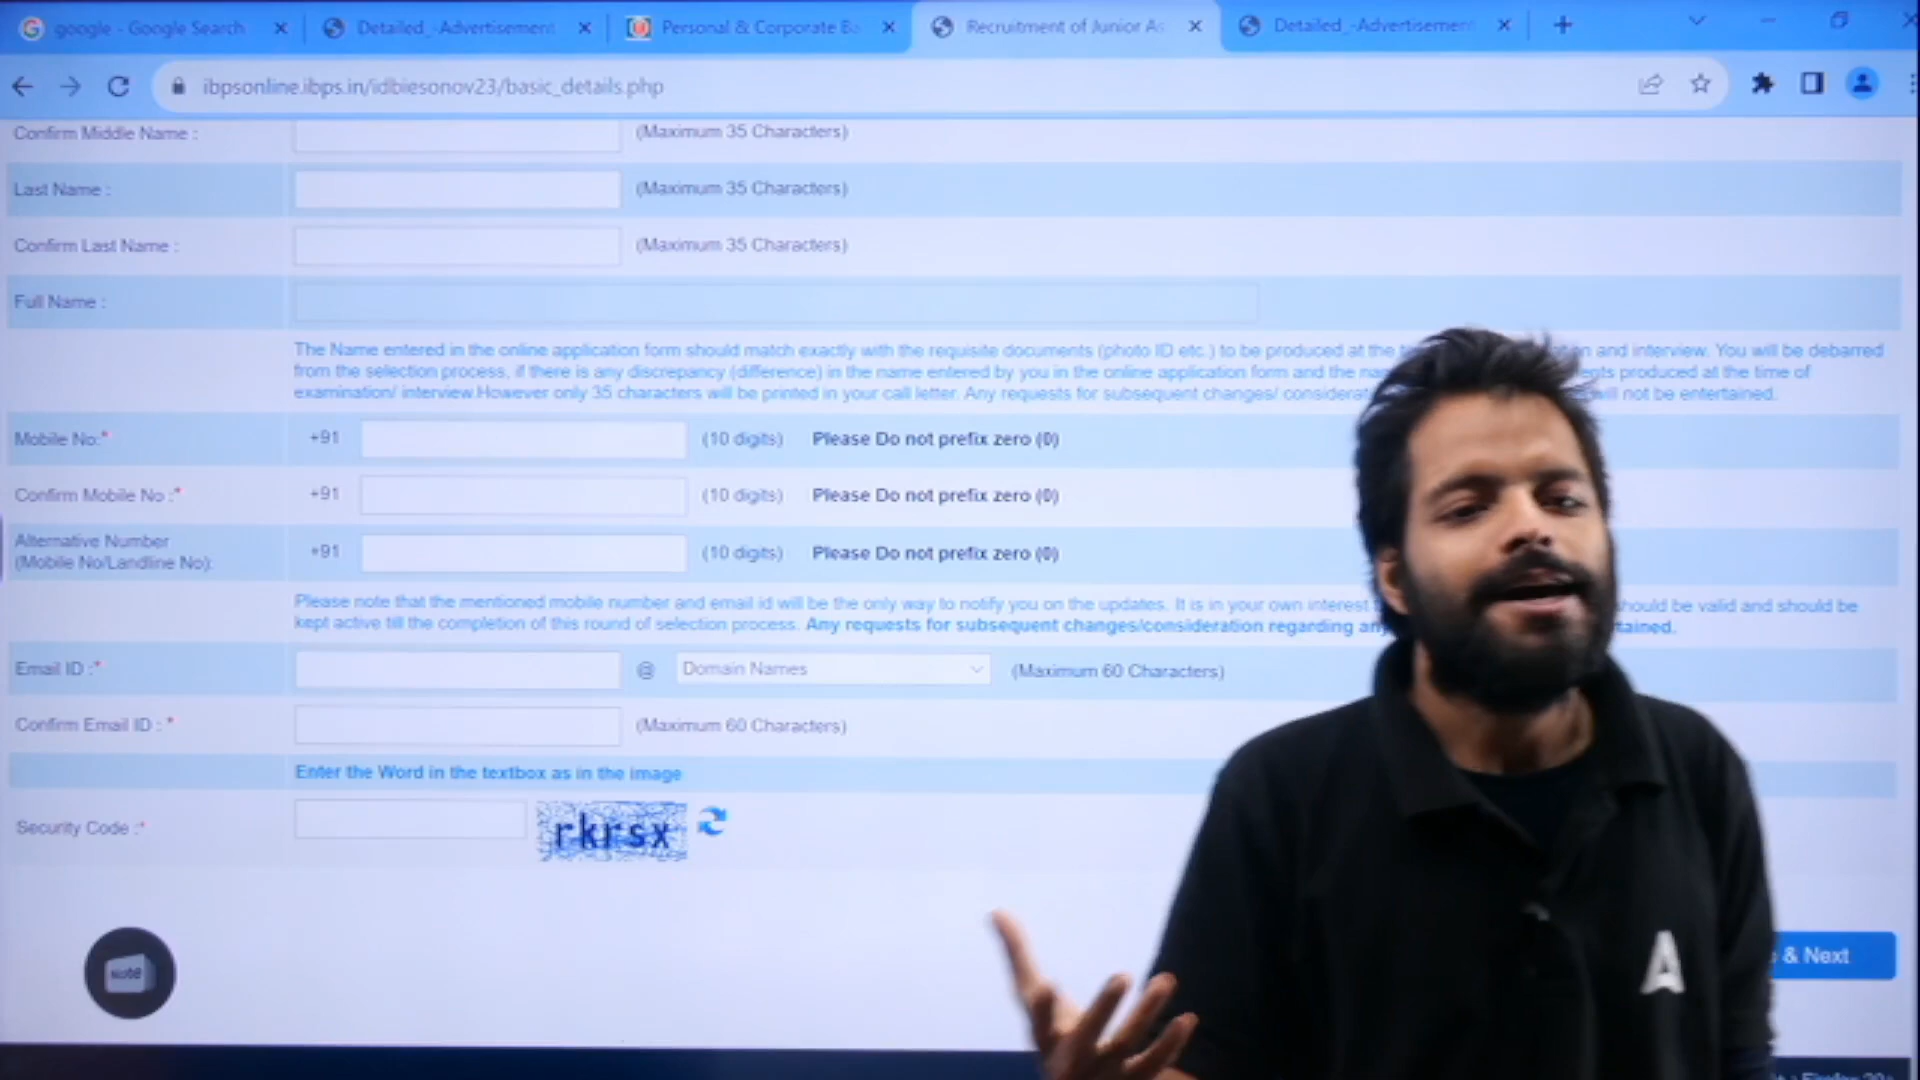 google - Google Search
Detailed_-Advertisement
Personal & Corporate Ba
Recruitment of Junior As
Detailed_-Advertisement
ibpsonline.ibps.in/idbiesonov23/basic_details.php
Confirm Middle Name :
(Maximum 35 Characters)
Last Name :
(Maximum 35 Characters)
Confirm Last Name :
(Maximum 35 Characters)
Full Name :
The Name entered in the online application form should match exactly with the requisite documents (photo ID etc.) to be produced at the and interview. You will be debarred
from the selection process, if there is any discrepancy (difference) in the name entered by you in the online application form and the produced at the time of
examination/ interview.However only 35 characters will be printed in your call letter. Any requests for subsequent changes/ will not be entertained.
Mobile No:* +91 (10 digits) Please Do not prefix zero (0)
Confirm Mobile No :* +91 (10 digits) Please Do not prefix zero (0)
Alternative Number
(Mobile No/Landline No): +91 (10 digits) Please Do not prefix zero (0)
Please note that the mentioned mobile number and email id will be the only way to notify you on the updates. It is in your own interest should be valid and should be
kept active till the completion of this round of selection process. Any requests for subsequent changes/consideration regarding
Email ID :* @ Domain Names (Maximum 60 Characters)
Confirm Email ID : * (Maximum 60 Characters)
Enter the Word in the textbox as in the image
Security Code :* rkrsx
Note
& Next
A